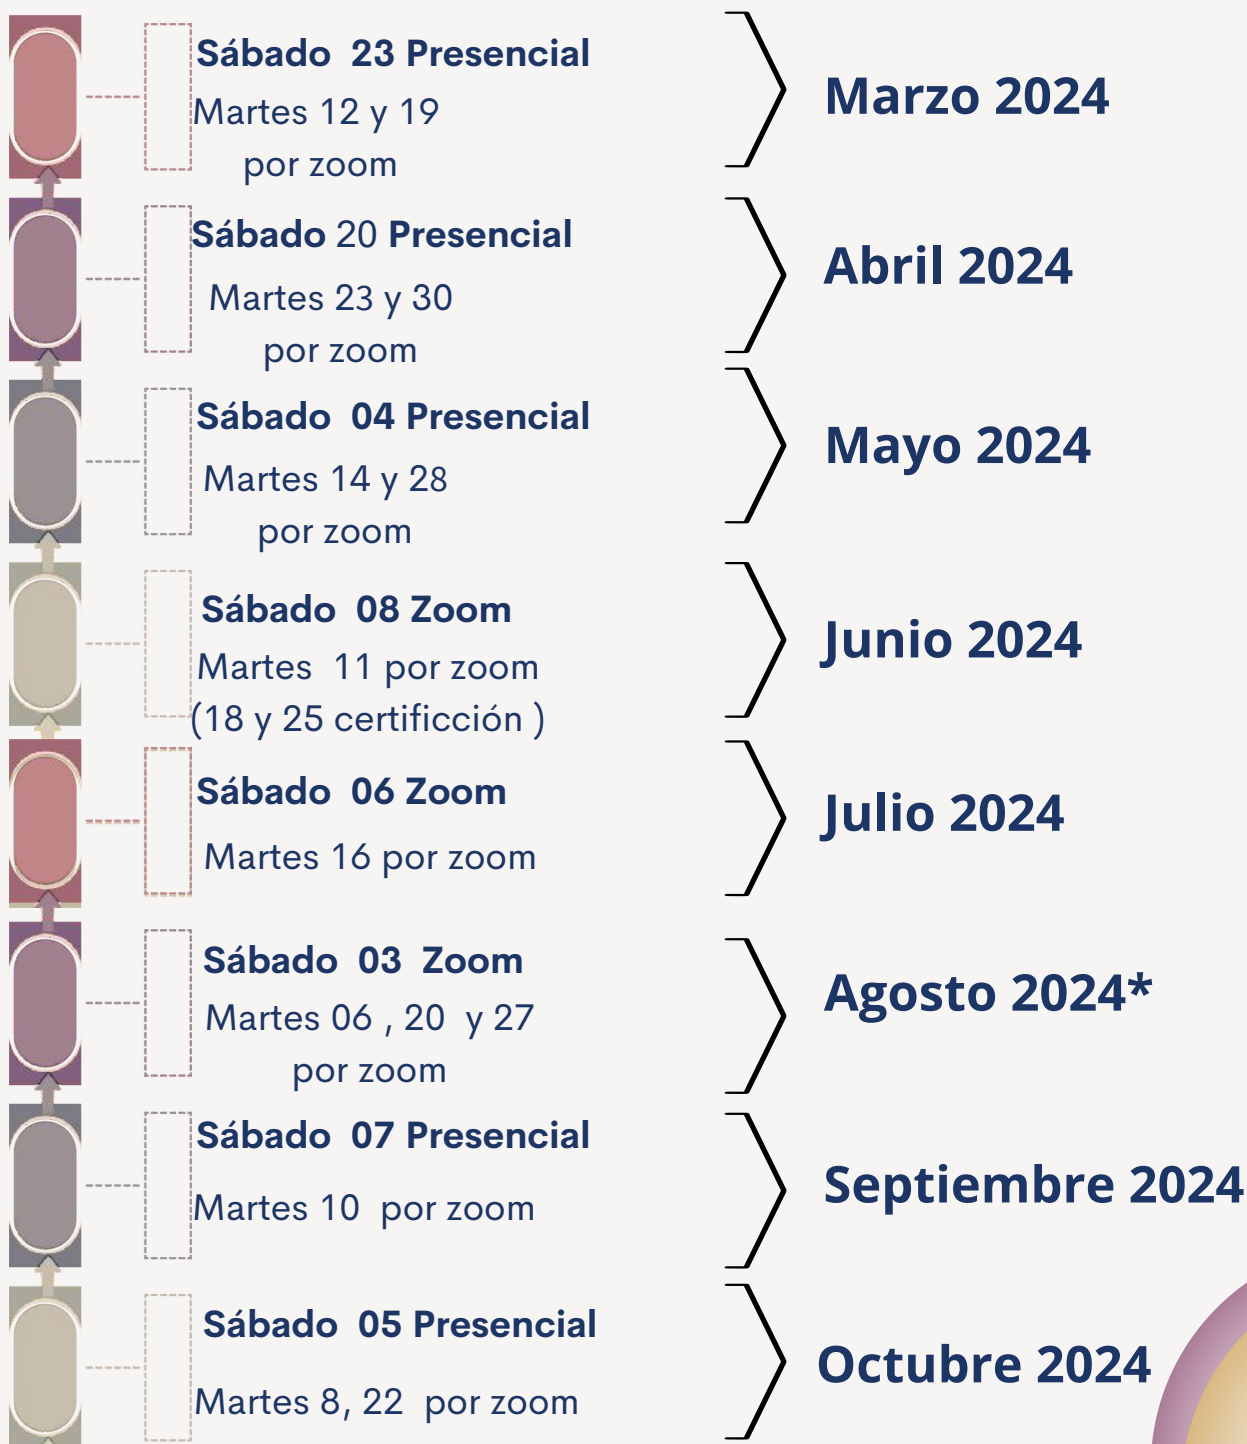 Sábado 23 Presencial
Martes 12 y 19
por zoom
Marzo 2024
Sábado 20 Presencial
Martes 23 y 30
por zoom
Abril 2024
Sábado 04 Presencial
Martes 14 y 28
por zoom
Mayo 2024
Sábado 08 Zoom
Martes 11 por zoom
(18 y 25 certificción )
Junio 2024
Sábado 06 Zoom
Martes 16 por zoom
Julio 2024
Sábado 03 Zoom
Martes 06 , 20 y 27
por zoom
Agosto 2024*
Sábado 07 Presencial
Martes 10 por zoom
Septiembre 2024
Sábado 05 Presencial
Martes 8, 22 por zoom
Octubre 2024